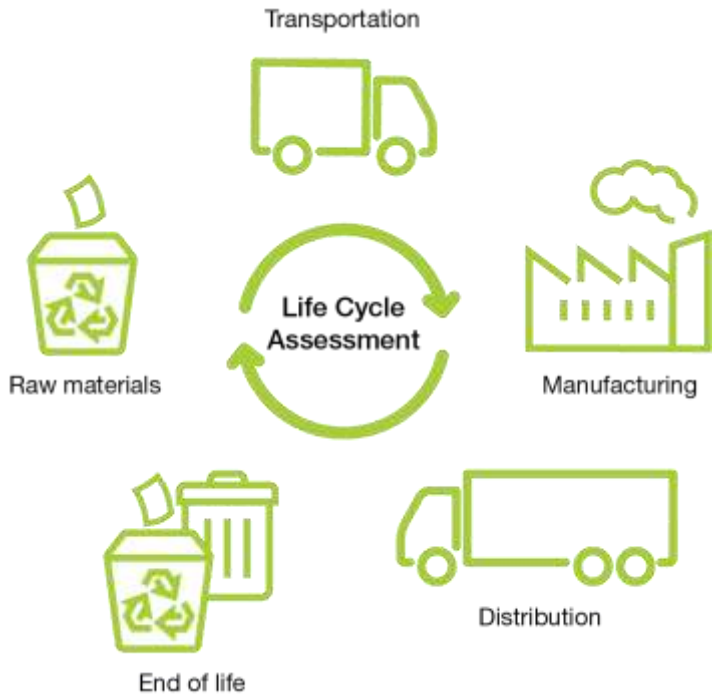 Transportation
Life Cycle
Assessment
Raw materials
Manufacturing
Distribution
End of life